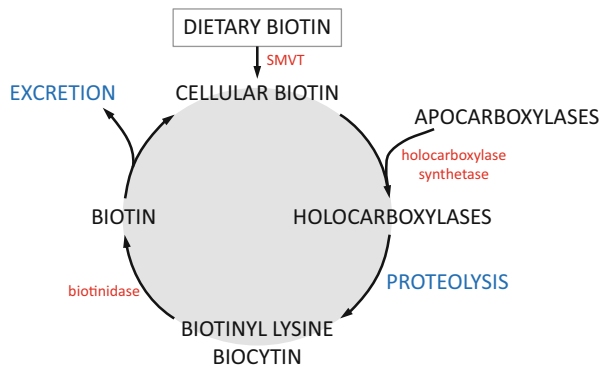 DIETARY BIOTIN
SMVT
EXCRETION
CELLULAR BIOTIN
APOCARBOXYLASES
holocarboxylase
synthetase
BIOTIN
HOLOCARBOXYLASES
PROTEOLYSIS
biotinidase
BIOTINYL LYSINE
BIOCYTIN